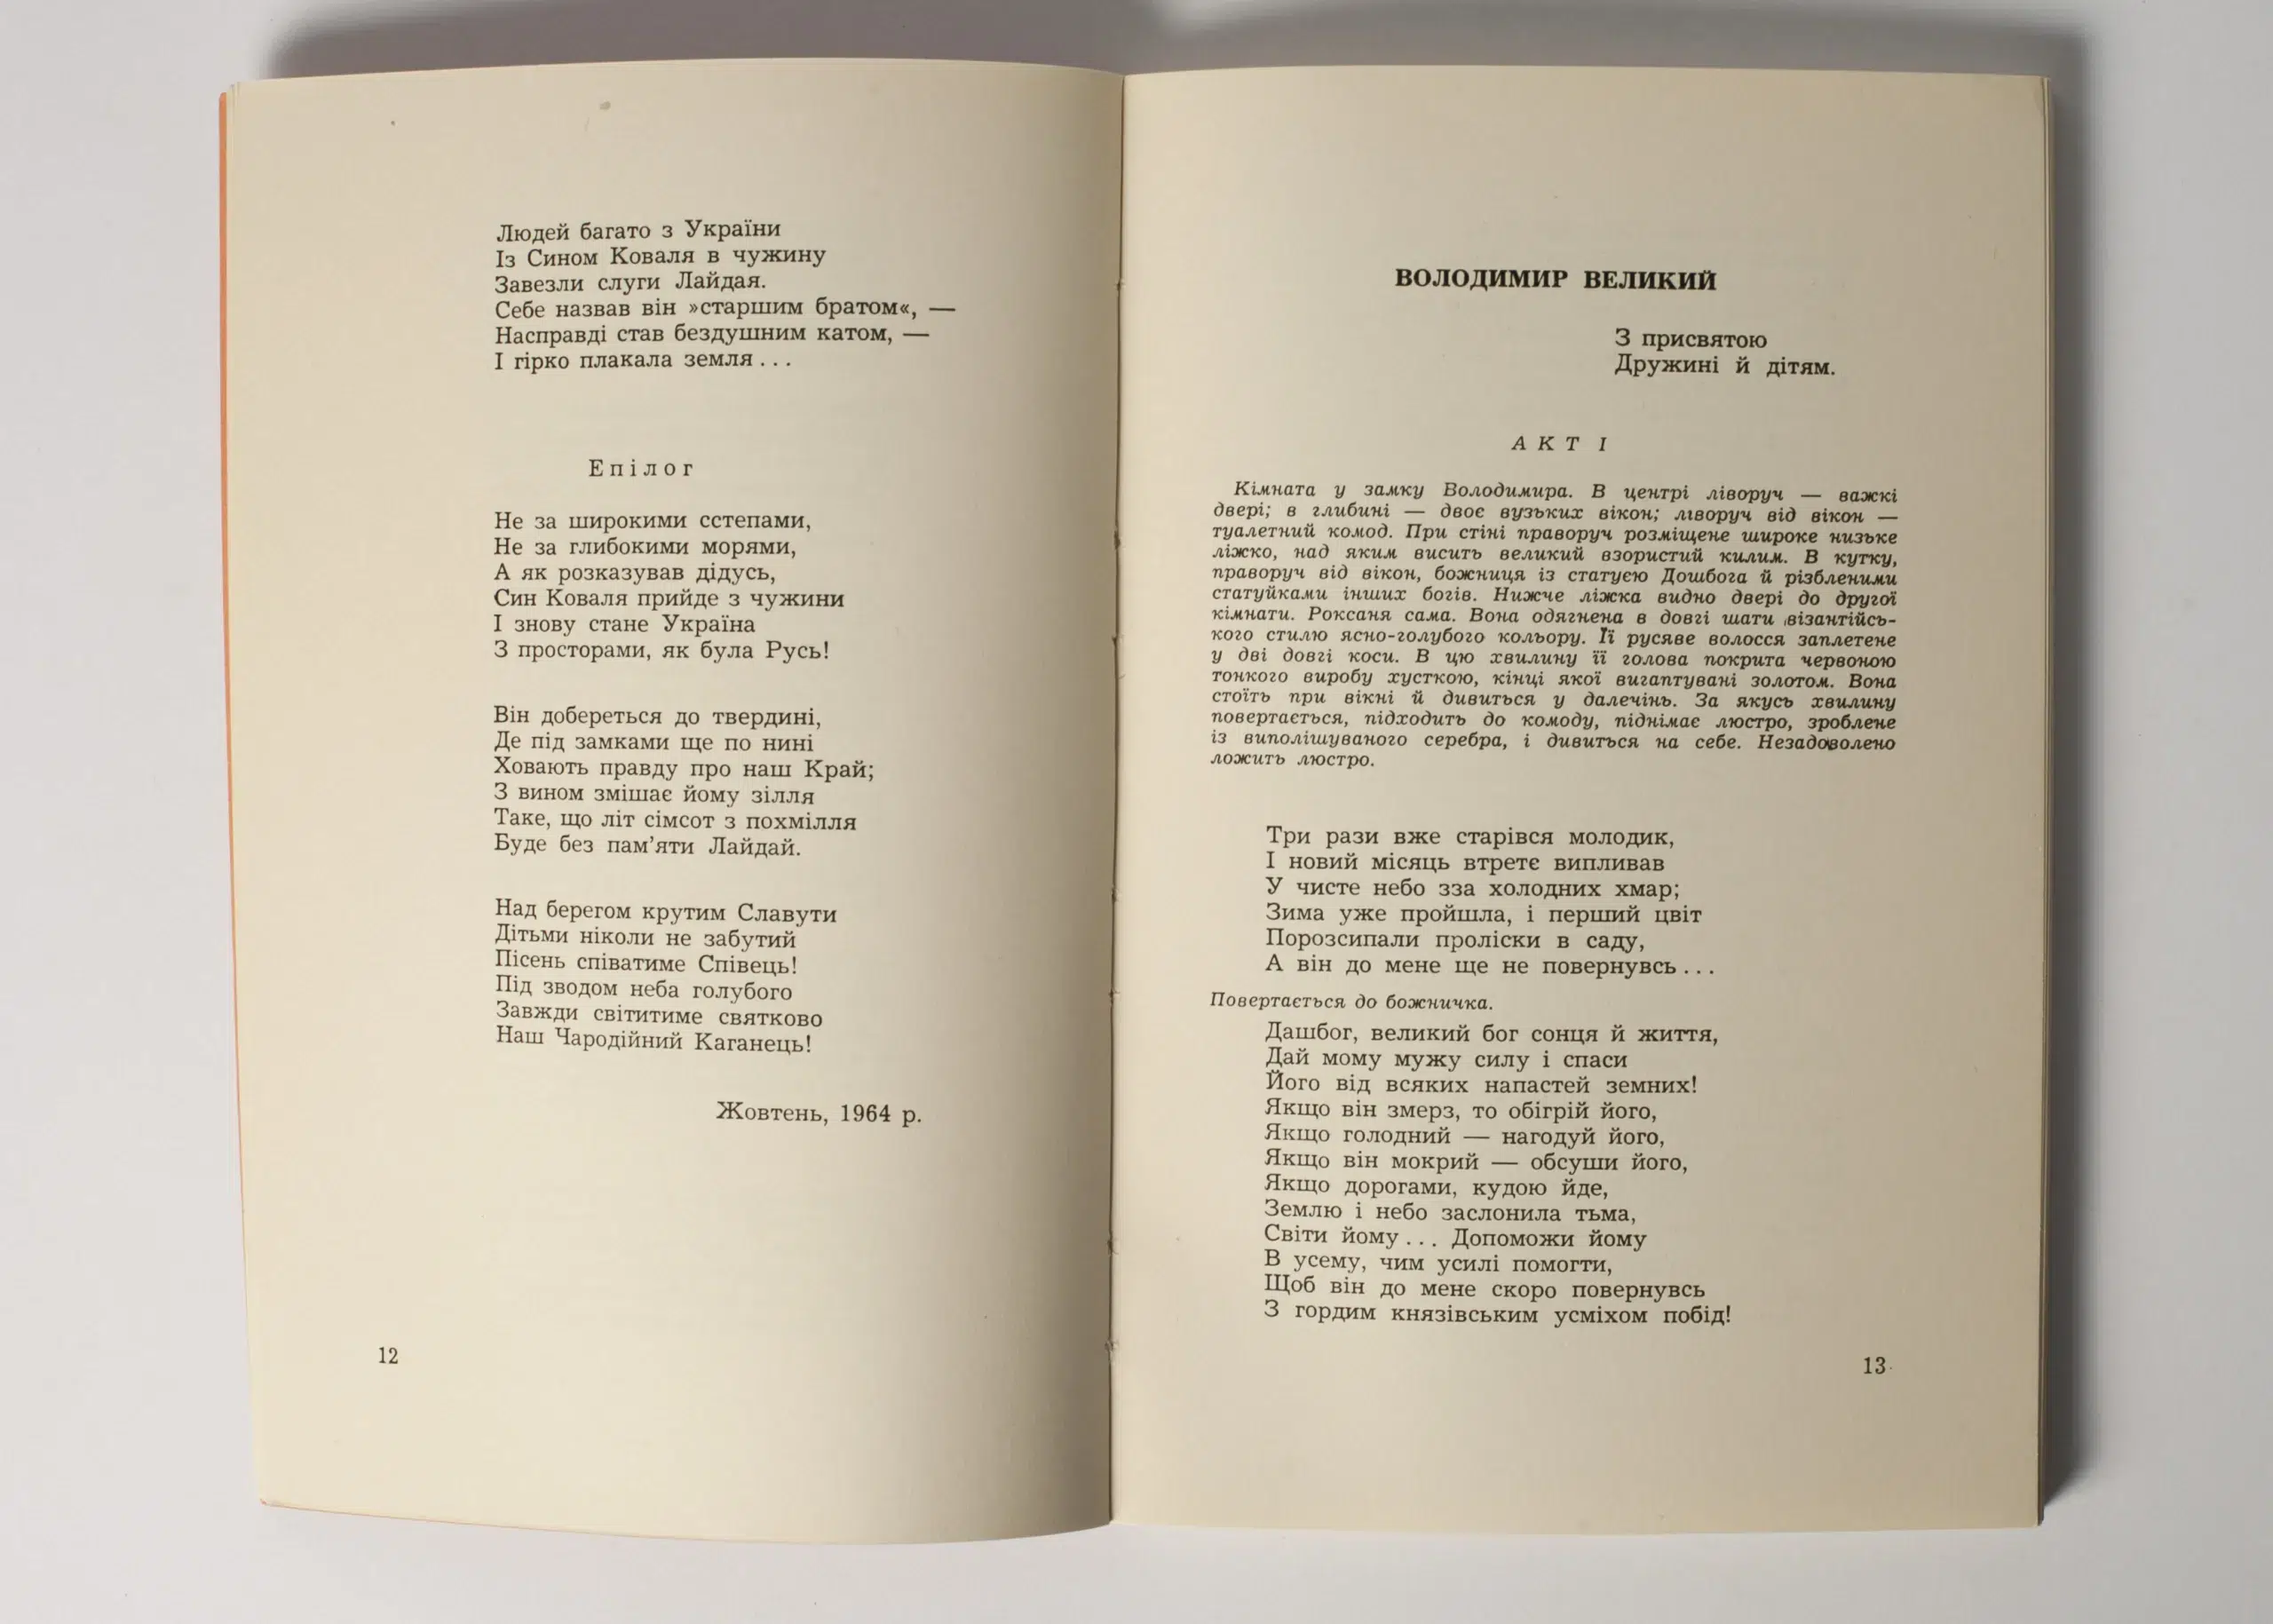 Людей багато з України
Із Сином Коваля в чужину
Завезли слуги Лайдая.
Себе назвав він »старшим братом«, —
Насправді став бездушним катом, —
І гірко плакала земля . . .
Епілог
Не за широкими сстепами,
Не за глибокими морями,
А як розказував дідусь,
Син Коваля прийде з чужини
І знову стане Україна
З просторами, як була Русь!
Він добереться до твердині,
Де під замками ще по нині
Ховають правду про наш Край;
З вином змішає йому зілля
Таке, що літ сімсот з похмілля
Буде без пам’яти Лайдай.
Над берегом крутим Славути
Дітьми ніколи не забутий
Пісень співатиме Співець!
Під зводом неба голубого
Завжди світитиме святково
Наш Чародійний Каганець!
Жовтень, 1964 р.
12
ВОЛОДИМИР ВЕЛИКИЙ
З присвятою
Дружині й дітям.
АКТ І
Кімната у замку Володимира. В центрі ліворуч — важкі
двері; в глибині — двоє вузьких вікон; ліворуч від вікон —
туалетний комод. При стіні праворуч розміщене широке низьке
ліжко, над яким висить великий взористий килим. В кутку,
праворуч від вікон, божниця із статуєю Дошбога й різбленими
статуйками інших богів. Нижче ліжка видно двері до другої
кімнати. Роксаня сама. Вона одягнена в довгі шати візантійсь-
кого стилю ясно-голубого кольору. Її русяве волосся заплетене
у дві довгі коси. В цю хвилину її голова покрита червоною
тонкого виробу хусткою, кінці якої вигаптувані золотом. Вона
стоїть при вікні й дивиться у далечінь. За якусь хвилину
повертається, підходить до комоду, піднімає люстро, зроблене
із виполішуваного серебра, і дивиться на себе. Незадоволено
ложить люстро.
Три рази вже старівся молодик,
І новий місяць втретє випливав
У чисте небо зза холодних хмар;
Зима уже пройшла, і перший цвіт
Порозсипали проліски в саду,
А він до мене ще не повернувсь . . .
Повертається до божничка.
Дашбог, великий бог сонця й життя,
Дай мому мужу силу і спаси
Його від всяких напастей земних!
Якщо він змерз, то обігрій його,
Якщо голодний — нагодуй його,
Якщо він мокрий — обсуши його,
Якщо дорогами, кудою йде,
Землю і небо заслонила тьма,
Світи йому . . . Допоможи йому
В усему, чим усилі помогти,
Щоб він до мене скоро повернувсь
З гордим князівським усміхом побід!
13